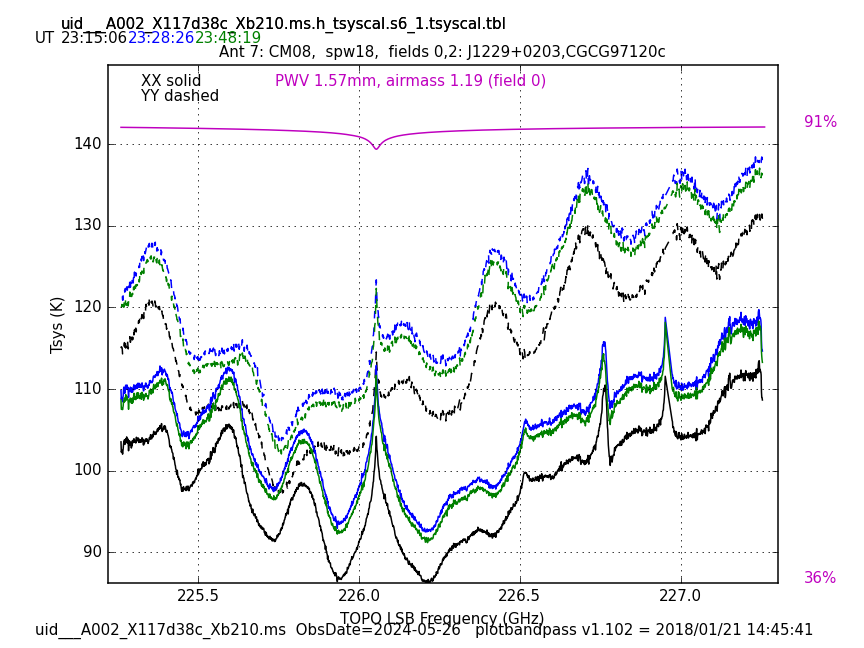 uid___A002_X117d38c_Xb210.ms.h_tsyscal.s6_1.tsyscal.tbl
UT 23:15:06 23:28:26 23:48:19
Ant 7: CM08,  spw18,  fields 0,2: J1229+0203,CGCG97120c
XX solid PWV 1.57mm, airmass 1.19 (field 0)
YY dashed
91%
140
130
120
Tsys (K)
110
100
90
36%
225.5 226.0 226.5 227.0
TOPO LSB Frequency (GHz)
uid___A002_X117d38c_Xb210.ms  ObsDate=2024-05-26   plotbandpass v1.102 = 2018/01/21 14:45:41